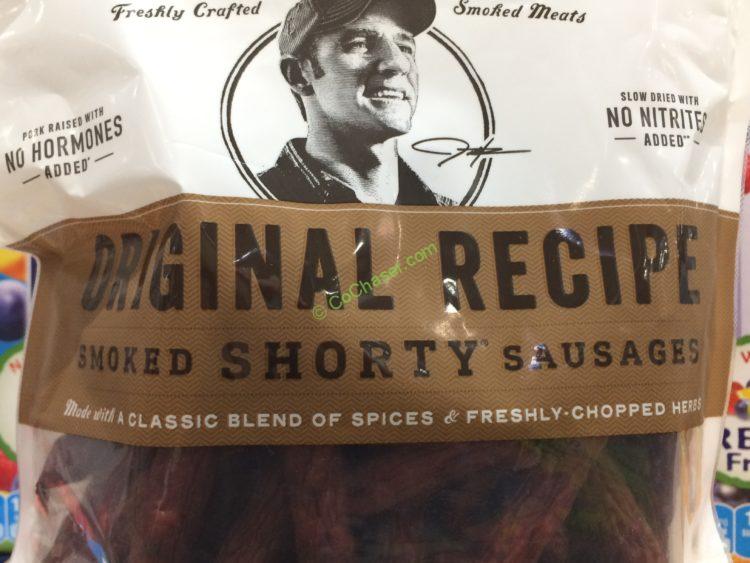 Freshly Crafted
Smoked Meats
PORK RAISED WITH
NO HORMONES
ADDED*
SLOW DRIED WITH
NO NITRITES
ADDED**
ORIGINAL RECIPE
© CoChaser.com
SMOKED SHORTY® SAUSAGES
Made with A CLASSIC BLEND OF SPICES & FRESHLY-CHOPPED HERBS